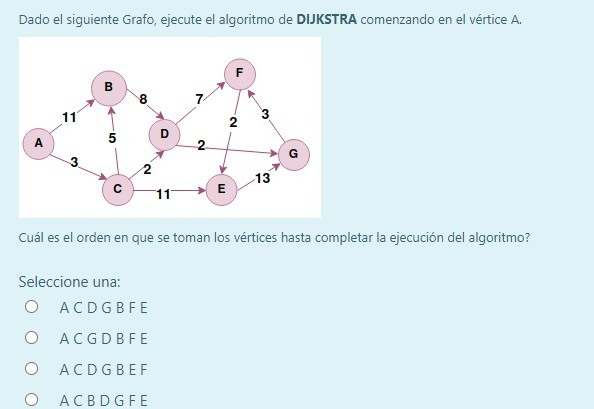 Dado el siguiente Grafo, ejecute el algoritmo de DIJKSTRA comenzando en el vértice A.
F
B
8
7
11
3
2
A
5
D
2
G
3
2
13
C
11
E
Cuál es el orden en que se toman los vértices hasta completar la ejecución del algoritmo?
Seleccione una:
A C D G B F E
A C G D B F E
A C D G B E F
A C B D G F E